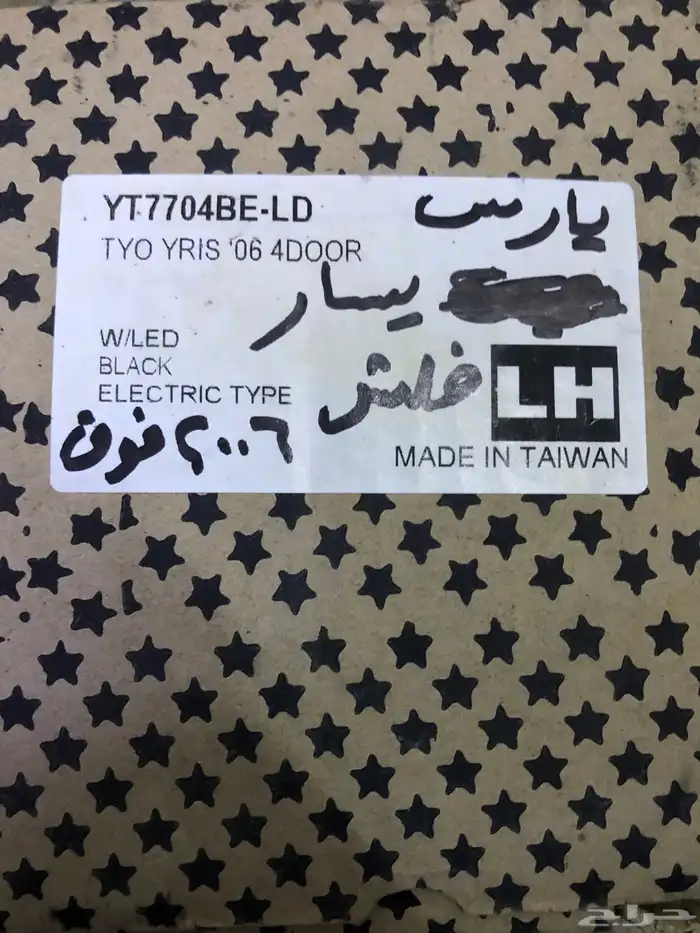 YT7704BE-LD
يارس
TYO YRIS '06 4DOOR
يسار
W/LED
BLACK
ELECTRIC TYPE
فلش
LH
٢٠٠٦ فوق
MADE IN TAIWAN
حراج